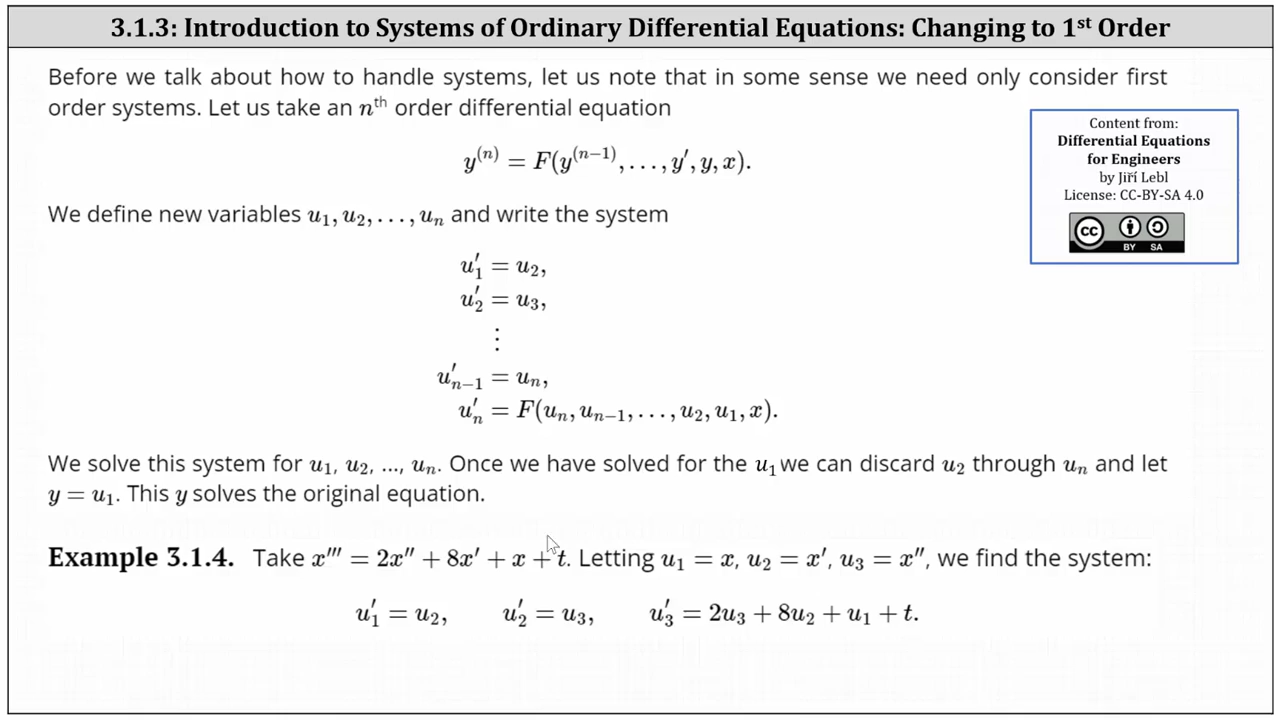 3.1.3: Introduction to Systems of Ordinary Differential Equations: Changing to 1st Order
Before we talk about how to handle systems, let us note that in some sense we need only consider first
order systems. Let us take an nth order differential equation
y(n) = F(y(n−1), . . . , y′, y, x).
We define new variables u1, u2, . . . , un and write the system
u′1 = u2,
u′2 = u3,
⋮
u′n−1 = un,
u′n = F(un, un−1, . . . , u2, u1, x).
We solve this system for u1, u2, ..., un. Once we have solved for the u1 we can discard u2 through un and let
y = u1. This y solves the original equation.
Example 3.1.4. Take x′′′ = 2x′′ + 8x′ + x + t. Letting u1 = x, u2 = x′, u3 = x′′, we find the system:
u′1 = u2, u′2 = u3, u′3 = 2u3 + 8u2 + u1 + t.
Content from:
Differential Equations
for Engineers
by Jiří Lebl
License: CC-BY-SA 4.0
cc
BY SA